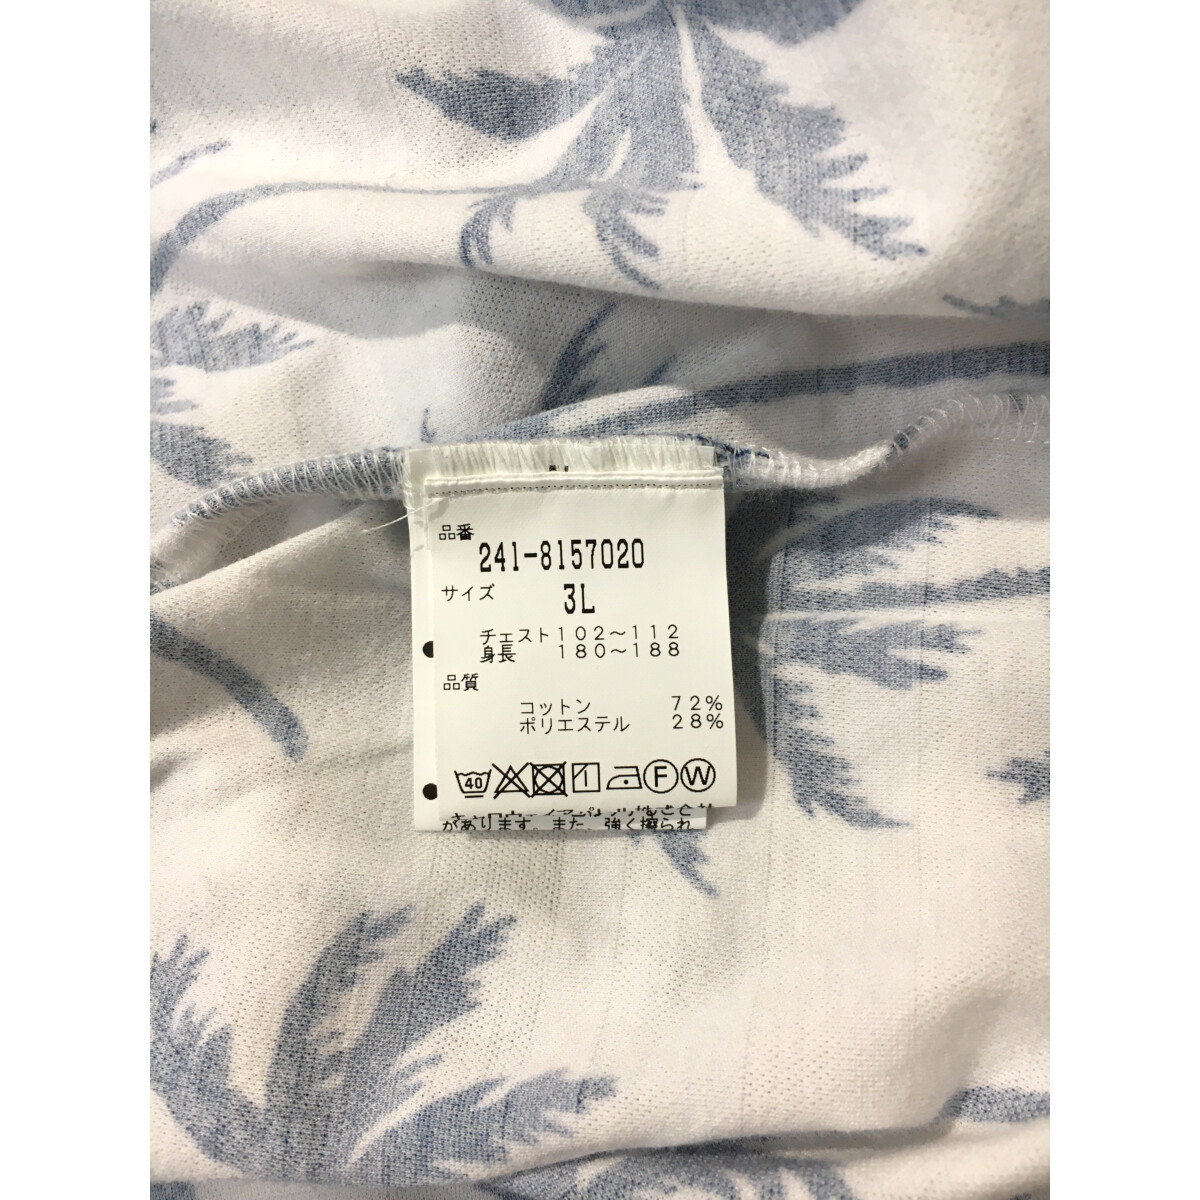 品番
241-8157020
サイズ
3L
チェスト102～112
身長 180～188
品質
コットン 72%
ポリエステル 28%
40 1 F W
があります。また、強く擦られ